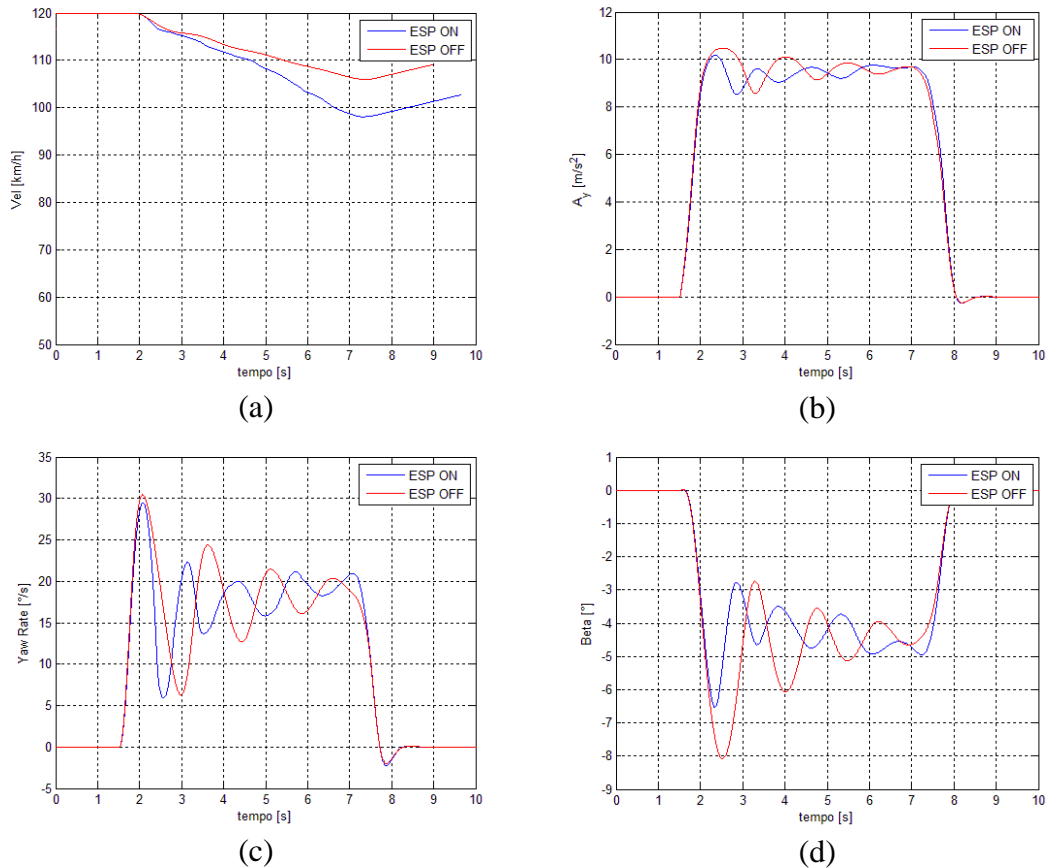 120
110
100
90
80
70
60
50
Vel [km/h]
0 1 2 3 4 5 6 7 8 9 10
tempo [s]
ESP ON
ESP OFF
(a)
12
10
8
6
4
2
0
-2
A_y [m/s²]
0 1 2 3 4 5 6 7 8 9 10
tempo [s]
ESP ON
ESP OFF
(b)
35
30
25
20
15
10
5
0
-5
Yaw Rate [°/s]
0 1 2 3 4 5 6 7 8 9 10
tempo [s]
ESP ON
ESP OFF
(c)
1
0
-1
-2
-3
-4
-5
-6
-7
-8
-9
Beta [°]
0 1 2 3 4 5 6 7 8 9 10
tempo [s]
ESP ON
ESP OFF
(d)